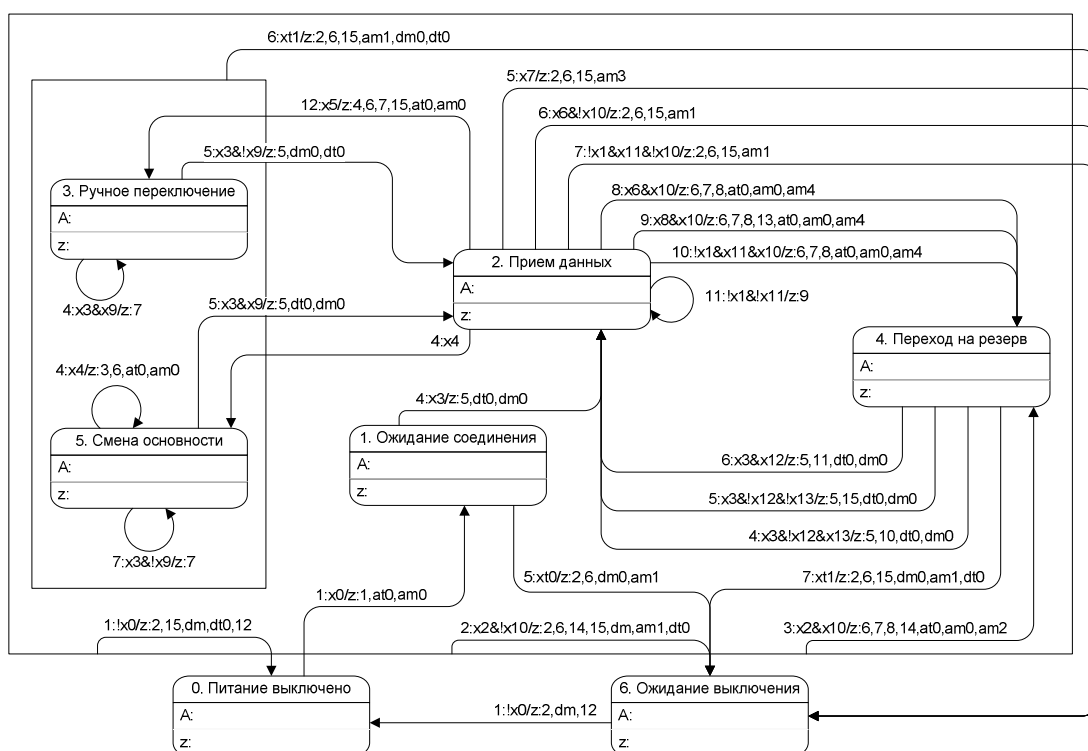 6:xt1/z:2,6,15,am1,dm0,dt0
5:x7/z:2,6,15,am3
12:x5/z:4,6,7,15,at0,am0
6:x6&!x10/z:2,6,15,am1
5:x3&!x9/z:5,dm0,dt0
7:!x1&x11&!x10/z:2,6,15,am1
3. Ручное переключение
A:
z:
8:x6&x10/z:6,7,8,at0,am0,am4
9:x8&x10/z:6,7,8,13,at0,am0,am4
10:!x1&x11&x10/z:6,7,8,at0,am0,am4
2. Прием данных
A:
z:
11:!x1&!x11/z:9
4:x3&x9/z:7
5:x3&x9/z:5,dt0,dm0
4:x4
4. Переход на резерв
A:
z:
4:x4/z:3,6,at0,am0
4:x3/z:5,dt0,dm0
5. Смена основности
A:
z:
1. Ожидание соединения
A:
z:
6:x3&x12/z:5,11,dt0,dm0
5:x3&!x12&!x13/z:5,15,dt0,dm0
4:x3&!x12&x13/z:5,10,dt0,dm0
7:x3&!x9/z:7
5:xt0/z:2,6,dm0,am1
7:xt1/z:2,6,15,dm0,am1,dt0
1:x0/z:1,at0,am0
1:!x0/z:2,15,dm,dt0,12
2:x2&!x10/z:2,6,14,15,dm,am1,dt0
3:x2&x10/z:6,7,8,14,at0,am0,am2
0. Питание выключено
A:
z:
1:!x0/z:2,dm,12
6. Ожидание выключения
A:
z: